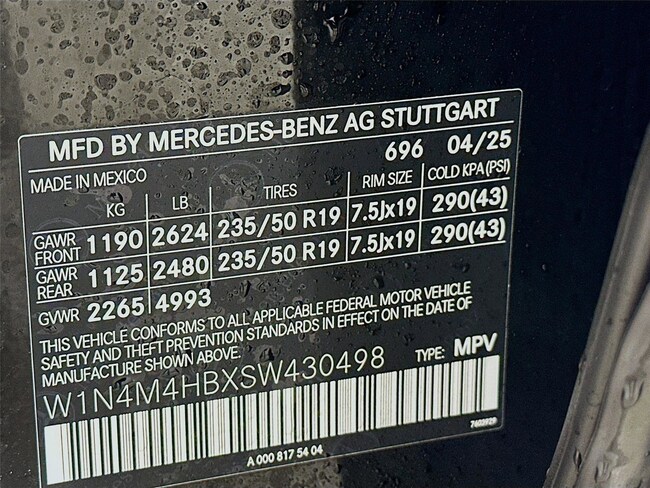 MFD BY MERCEDES-BENZ AG STUTTGART
MADE IN MEXICO 696 04/25
KG LB TIRES RIM SIZE COLD KPA(PSI)
GAWR FRONT 1190 2624 235/50 R19 7.5Jx19 290(43)
GAWR REAR 1125 2480 235/50 R19 7.5Jx19 290(43)
GVWR 2265 4993
THIS VEHICLE CONFORMS TO ALL APPLICABLE FEDERAL MOTOR VEHICLE
SAFETY AND THEFT PREVENTION STANDARDS IN EFFECT ON THE DATE OF
MANUFACTURE SHOWN ABOVE.
W1N4M4HBXSW430498 TYPE: MPV
A 000 817 54 04